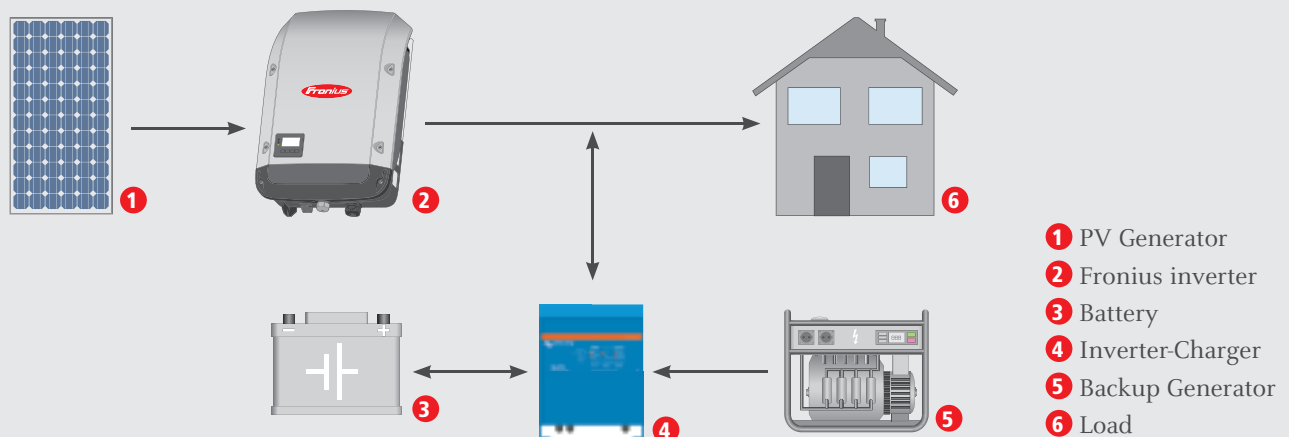 Fronius
1
2
6
- +
3
4
5
1 PV Generator
2 Fronius inverter
3 Battery
4 Inverter-Charger
5 Backup Generator
6 Load